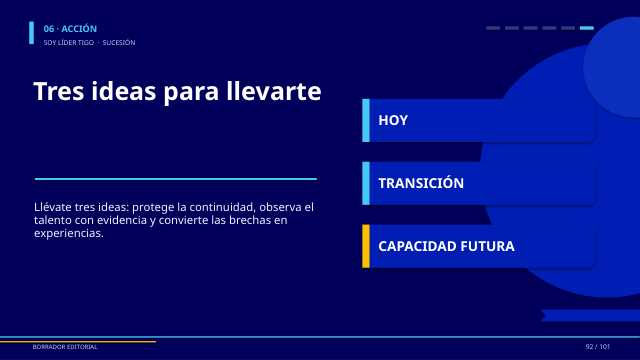 06 · ACCIÓN
SOY LÍDER TIGO · SUCESIÓN
Tres ideas para llevarte
Llévate tres ideas: protege la continuidad, observa el
talento con evidencia y convierte las brechas en
experiencias.
HOY
TRANSICIÓN
CAPACIDAD FUTURA
BORRADOR EDITORIAL
92 / 101